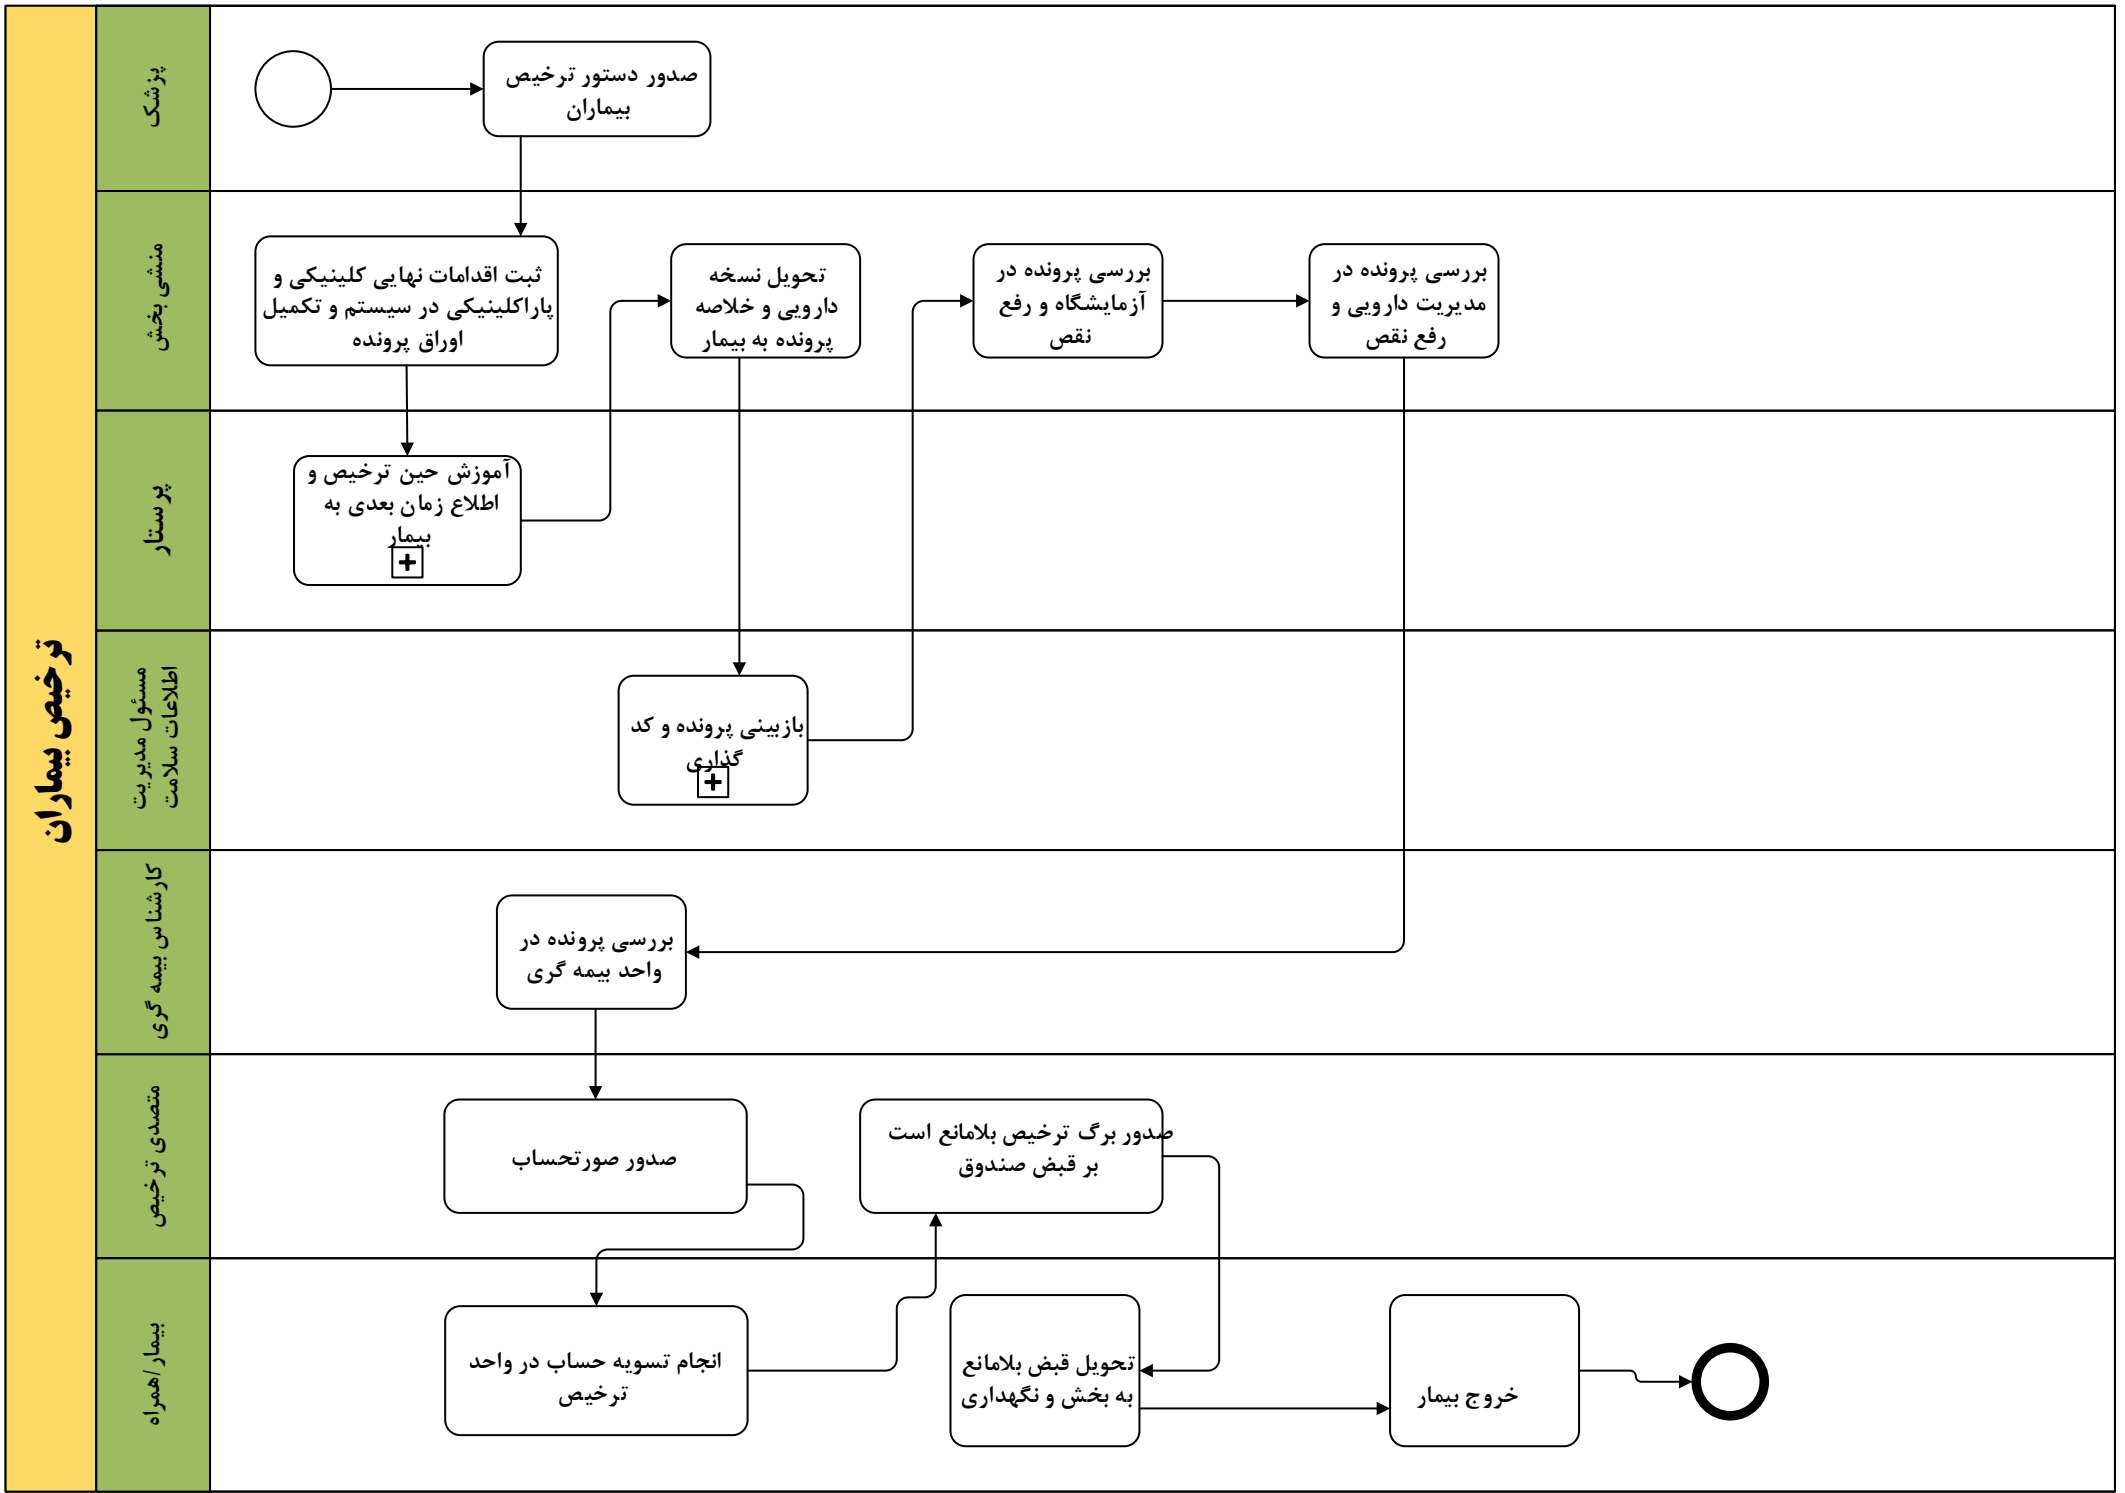 ترخیص بیماران
پزشک
صدور دستور ترخیص
بیماران
منشی بخش
ثبت اقدامات نهایی کلینیکی و
پاراکلینیکی در سیستم و تکمیل
اوراق پرونده
تحویل نسخه
دارویی و خلاصه
پرونده به بیمار
بررسی پرونده در
آزمایشگاه و رفع
نقص
بررسی پرونده در
مدیریت دارویی و
رفع نقص
پرستار
آموزش حین ترخیص و
اطلاع زمان بعدی به
بیمار
مسئول مدیریت
اطلاعات سلامت
بازبینی پرونده و کد
گذاری
کارشناس بیمه گری
بررسی پرونده در
واحد بیمه گری
متصدی ترخیص
صدور صورتحساب
صدور برگ ترخیص بلامانع است
بر قبض صندوق
بیمار/همراه
انجام تسویه حساب در واحد
ترخیص
تحویل قبض بلامانع
به بخش و نگهداری
خروج بیمار